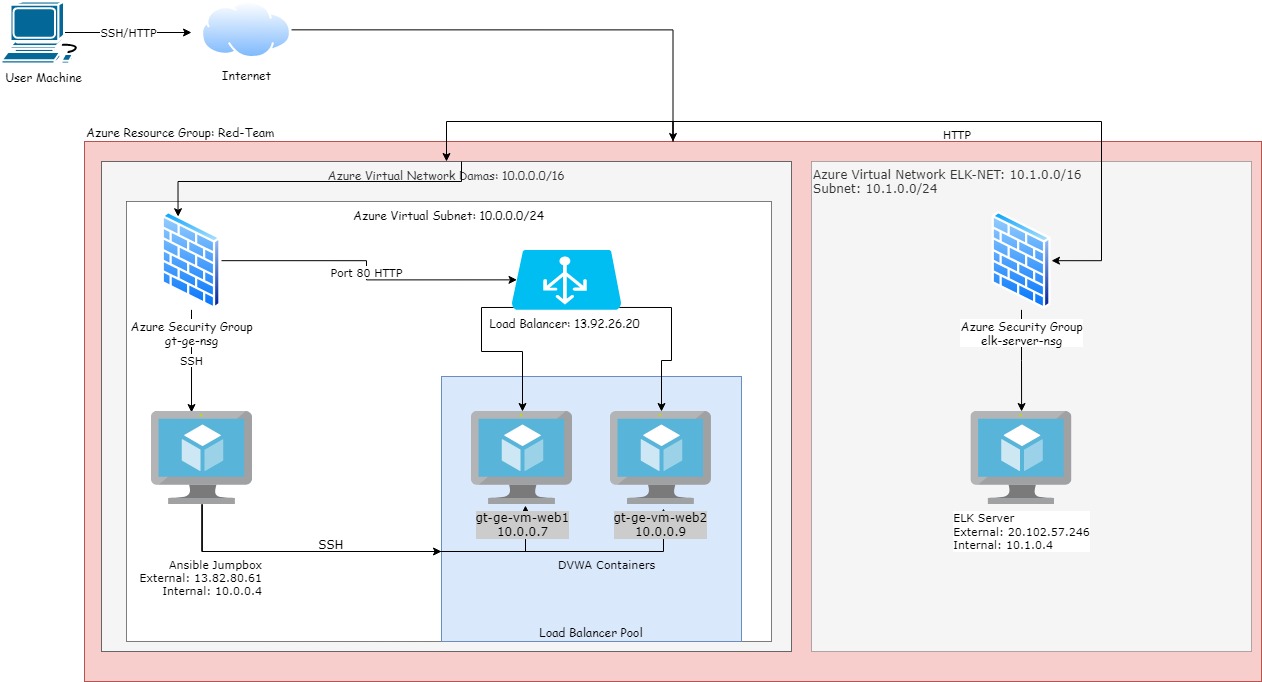 SSH/HTTP
User Machine
Internet
Azure Resource Group: Red-Team
HTTP
Azure Virtual Network Damas: 10.0.0.0/16
Azure Virtual Network ELK-NET: 10.1.0.0/16
Subnet: 10.1.0.0/24
Azure Virtual Subnet: 10.0.0.0/24
Port 80 HTTP
Load Balancer: 13.92.26.20
Azure Security Group
gt-ge-nsg
SSH
Azure Security Group
elk-server-nsg
gt-ge-vm-web1
10.0.0.7
gt-ge-vm-web2
10.0.0.9
ELK Server
External: 20.102.57.246
Internal: 10.1.0.4
SSH
Ansible Jumpbox
External: 13.82.80.61
Internal: 10.0.0.4
DVWA Containers
Load Balancer Pool